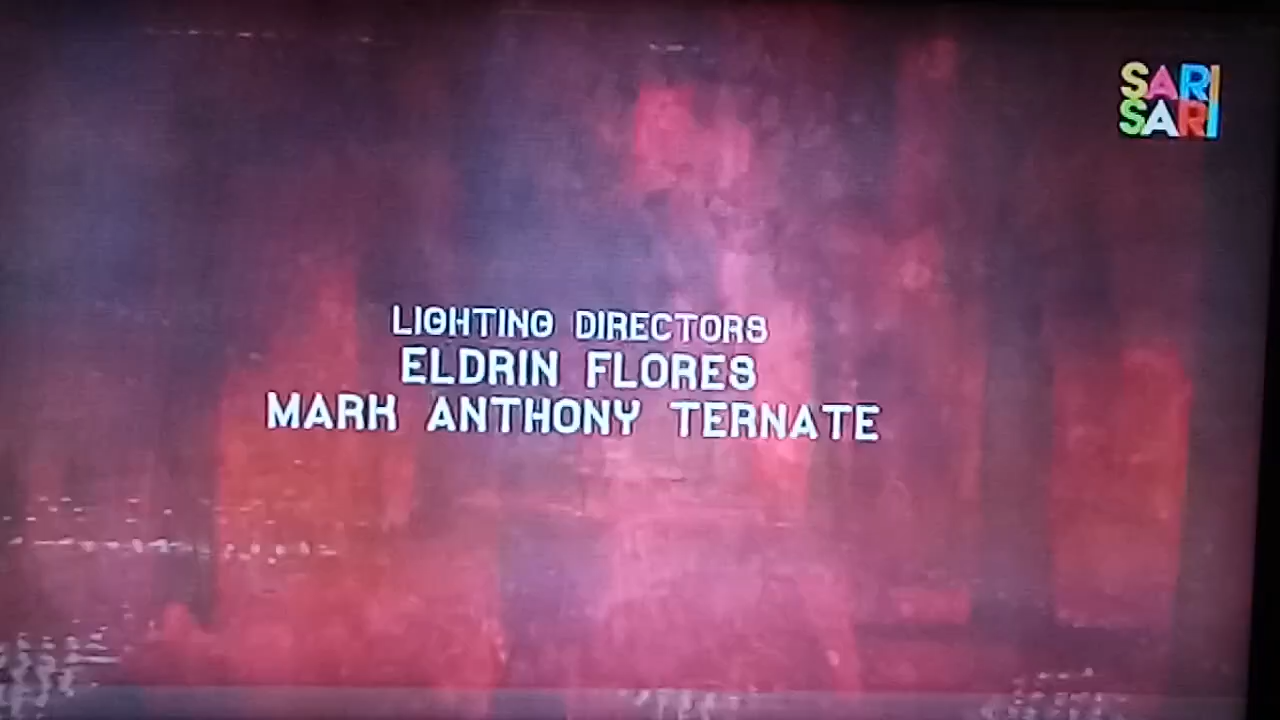 SARI
SARI
LIGHTING DIRECTORS
ELDRIN FLORES
MARK ANTHONY TERNATE